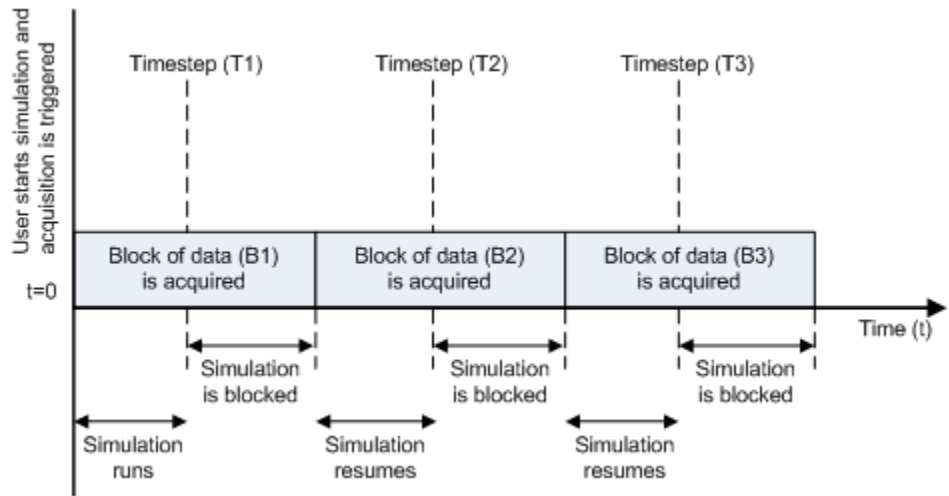 User starts simulation and
acquisition is triggered
Timestep (T1)
Timestep (T2)
Timestep (T3)
Block of data (B1)
is acquired
Block of data (B2)
is acquired
Block of data (B3)
is acquired
t=0
Time (t)
Simulation
is blocked
Simulation
is blocked
Simulation
is blocked
Simulation
runs
Simulation
resumes
Simulation
resumes